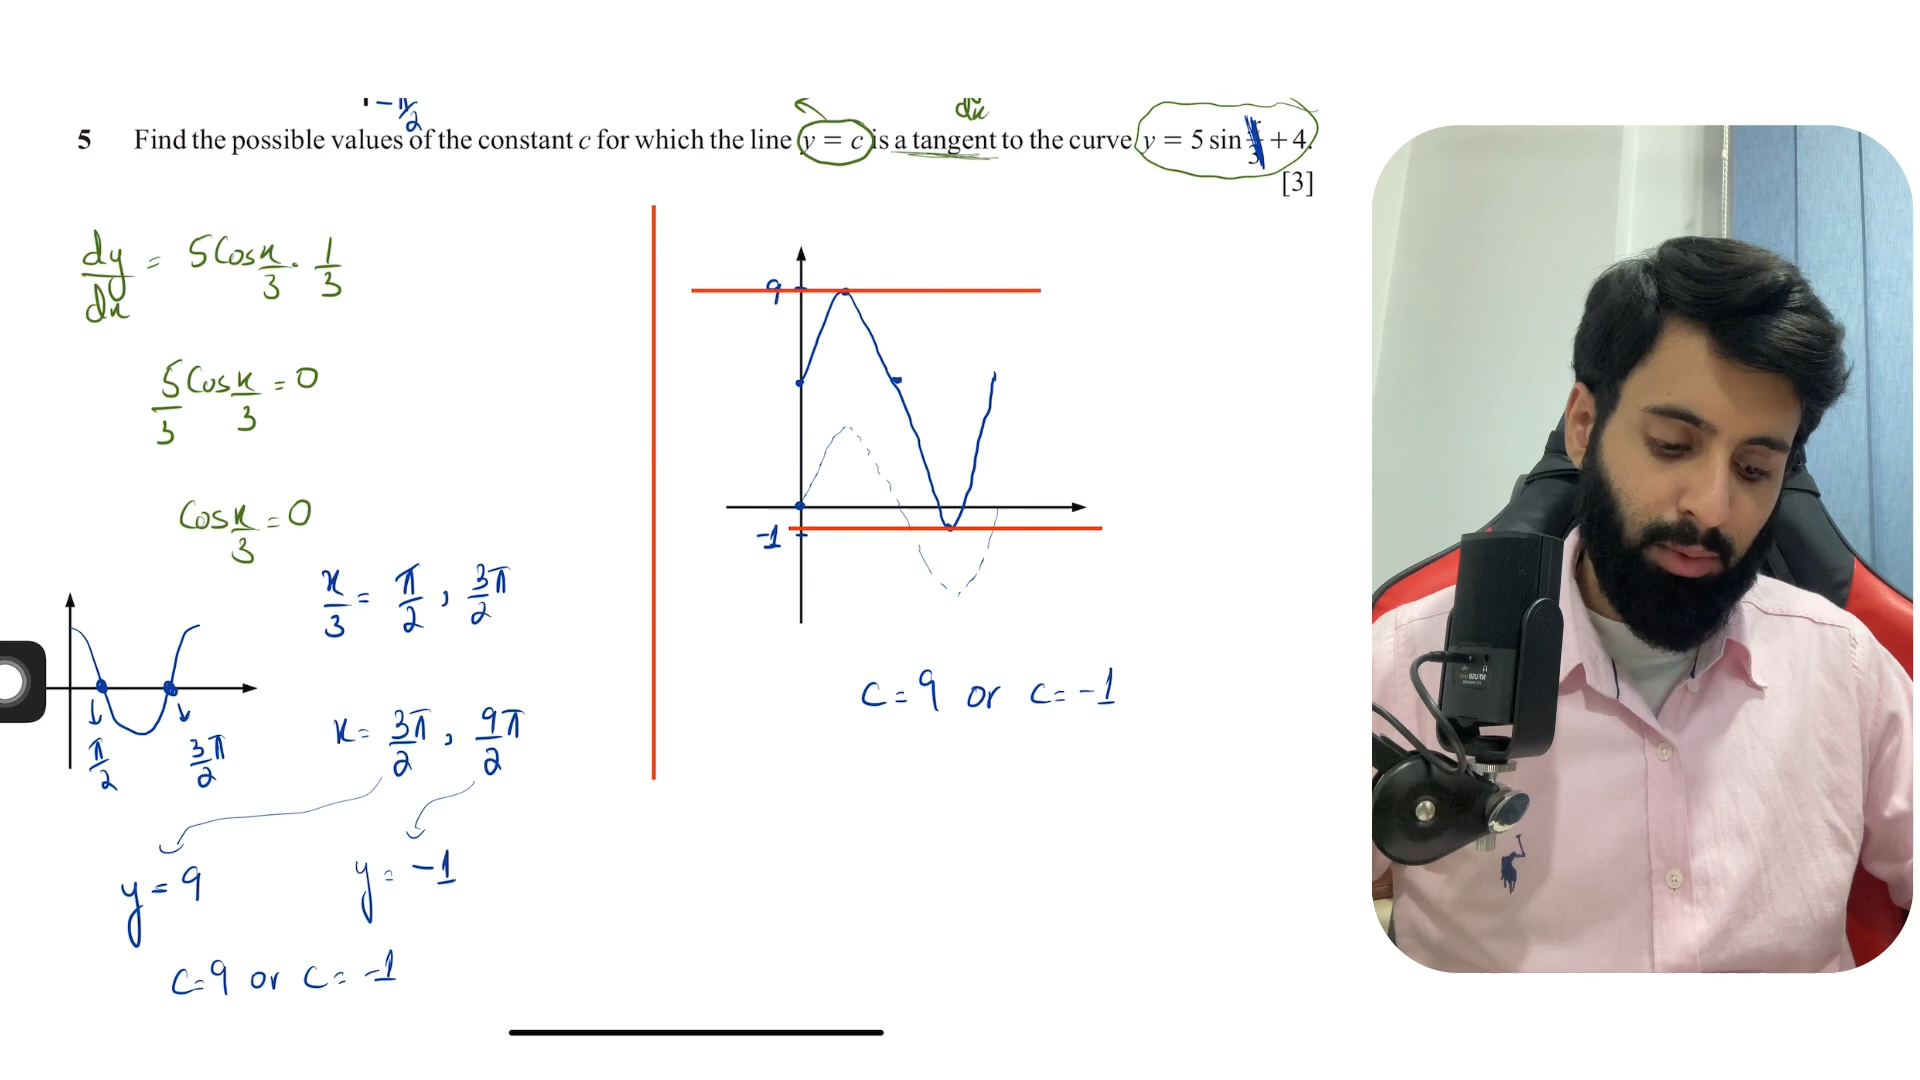 - π/2
dx
5 Find the possible values of the constant c for which the line y = c is a tangent to the curve y = 5 sin x/3 + 4.
[3]
dy/dx = 5Cos x/3 · 1/3
5/3 Cos x/3 = 0
Cos x/3 = 0
x/3 = π/2 , 3π/2
π/2 3π/2
x = 3π/2 , 9π/2
y = 9 y = -1
C=9 or C = -1
9
-1
C = 9 or C = -1